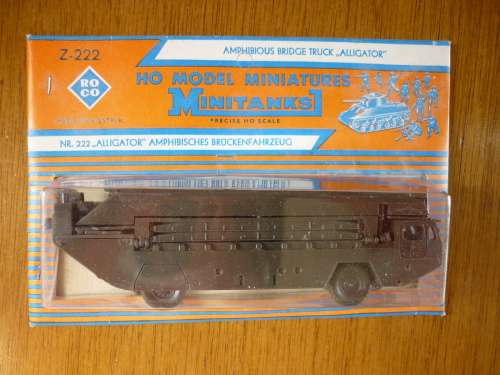 Z-222
AMPHIBIOUS BRIDGE TRUCK „ALLIGATOR"
ROCO
HO MODEL MINIATURES
MINITANKS
PRECISE HO SCALE
NR. 222 „ALLIGATOR" AMPHIBISCHES BRÜCKENFAHRZEUG